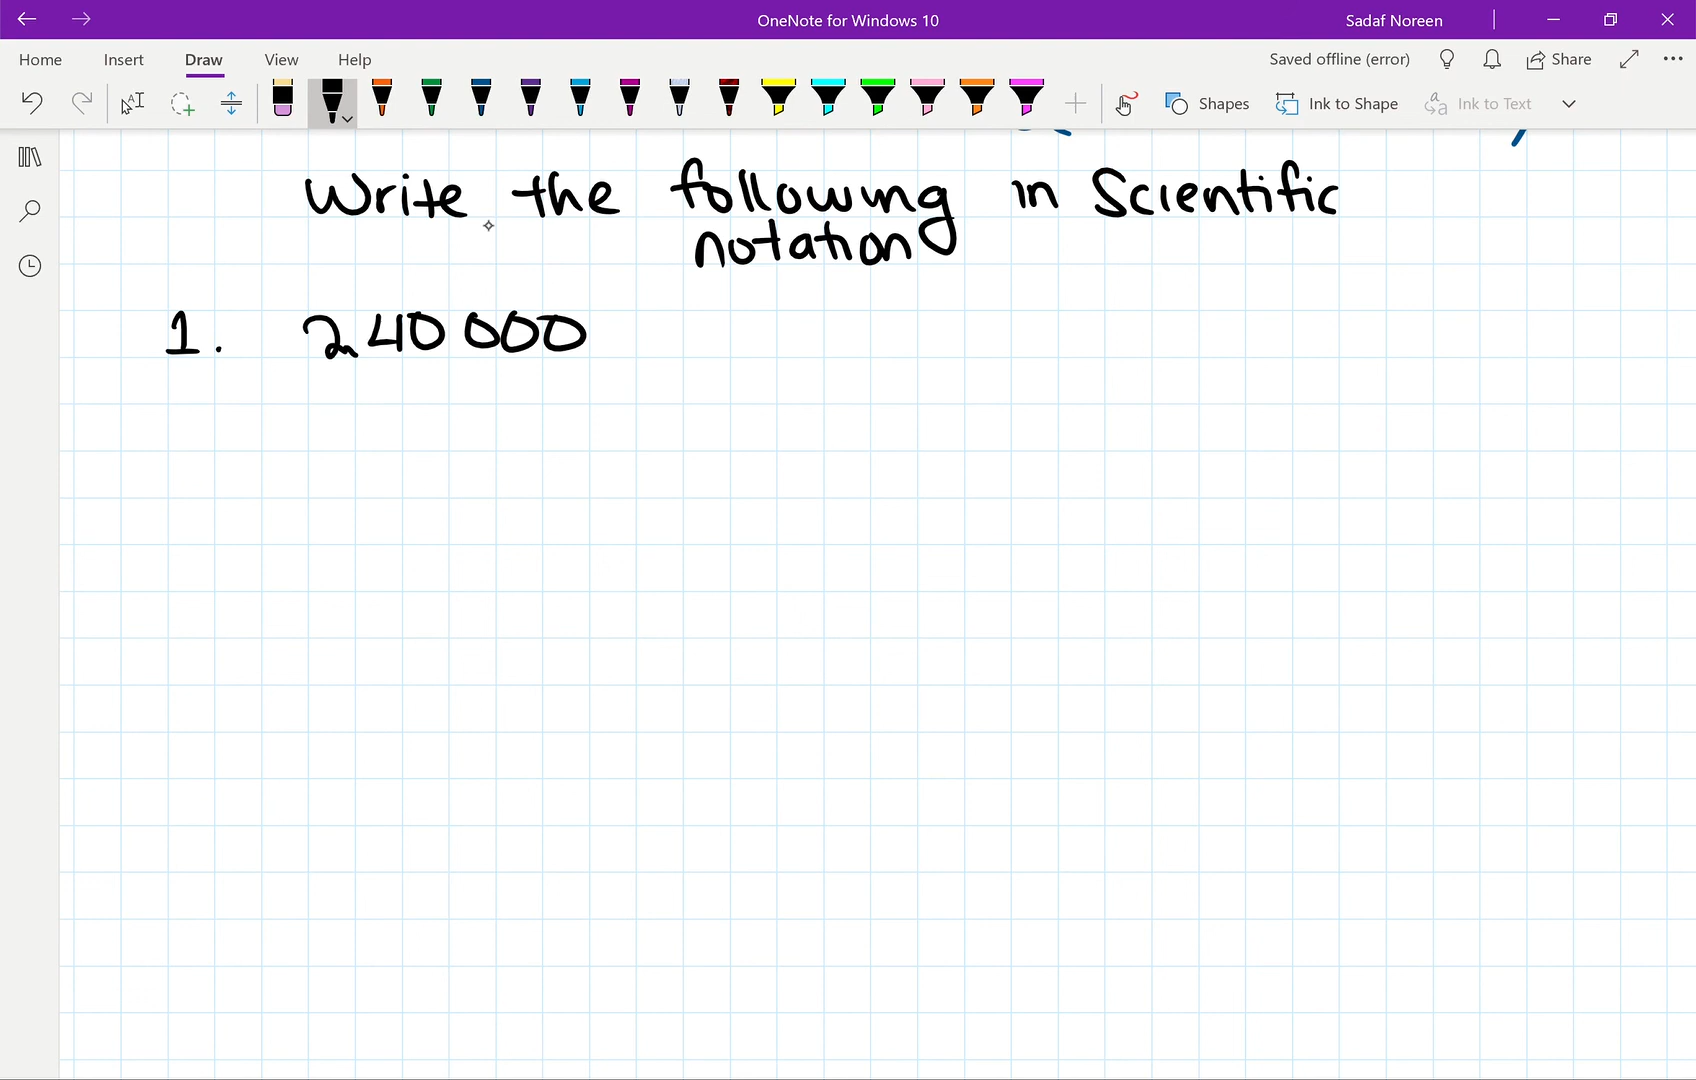 OneNote for Windows 10
Sadaf Noreen
Home Insert Draw View Help
Saved offline (error) Share
Shapes Ink to Shape Ink to Text
Write the following in Scientific
notation
1. 240 000